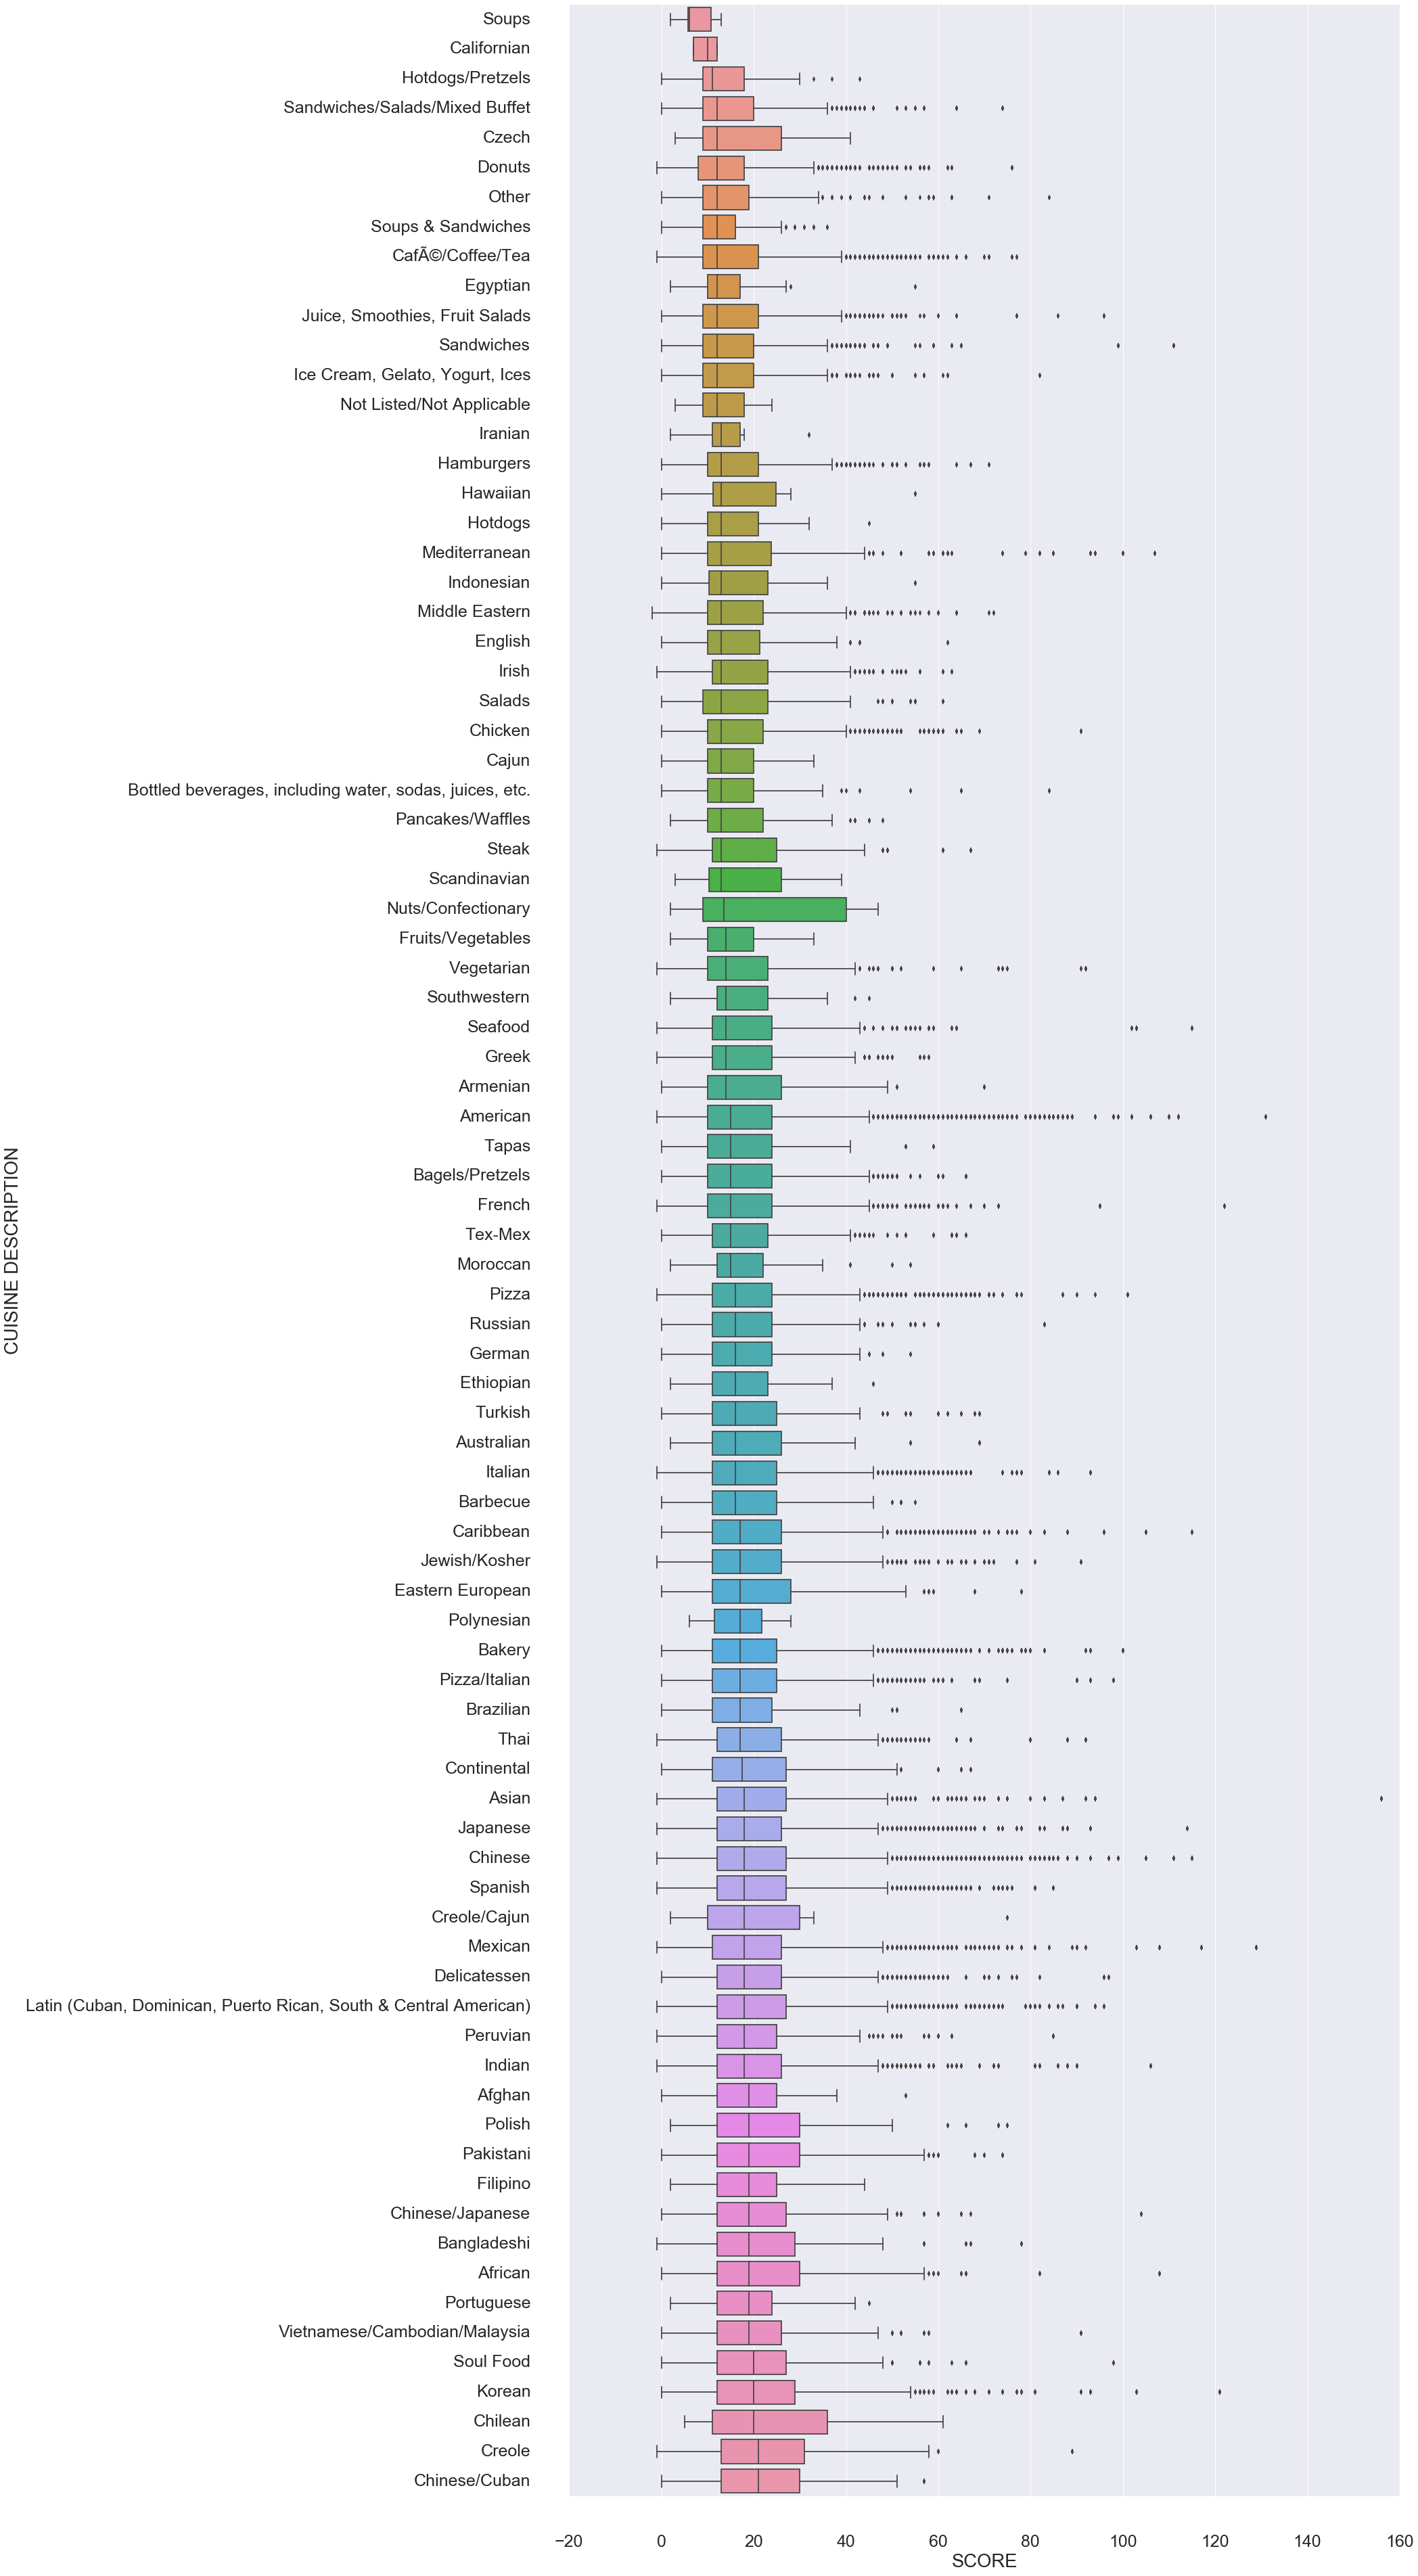 Soups
Californian
Hotdogs/Pretzels
Sandwiches/Salads/Mixed Buffet
Czech
Donuts
Other
Soups & Sandwiches
CafÃ©/Coffee/Tea
Egyptian
Juice, Smoothies, Fruit Salads
Sandwiches
Ice Cream, Gelato, Yogurt, Ices
Not Listed/Not Applicable
Iranian
Hamburgers
Hawaiian
Hotdogs
Mediterranean
Indonesian
Middle Eastern
English
Irish
Salads
Chicken
Cajun
Bottled beverages, including water, sodas, juices, etc.
Pancakes/Waffles
Steak
Scandinavian
Nuts/Confectionary
Fruits/Vegetables
Vegetarian
Southwestern
Seafood
Greek
Armenian
American
Tapas
Bagels/Pretzels
French
Tex-Mex
Moroccan
Pizza
Russian
German
Ethiopian
Turkish
Australian
Italian
Barbecue
Caribbean
Jewish/Kosher
Eastern European
Polynesian
Bakery
Pizza/Italian
Brazilian
Thai
Continental
Asian
Japanese
Chinese
Spanish
Creole/Cajun
Mexican
Delicatessen
Latin (Cuban, Dominican, Puerto Rican, South & Central American)
Peruvian
Indian
Afghan
Polish
Pakistani
Filipino
Chinese/Japanese
Bangladeshi
African
Portuguese
Vietnamese/Cambodian/Malaysia
Soul Food
Korean
Chilean
Creole
Chinese/Cuban
CUISINE DESCRIPTION
−20 0 20 40 60 80 100 120 140 160
SCORE